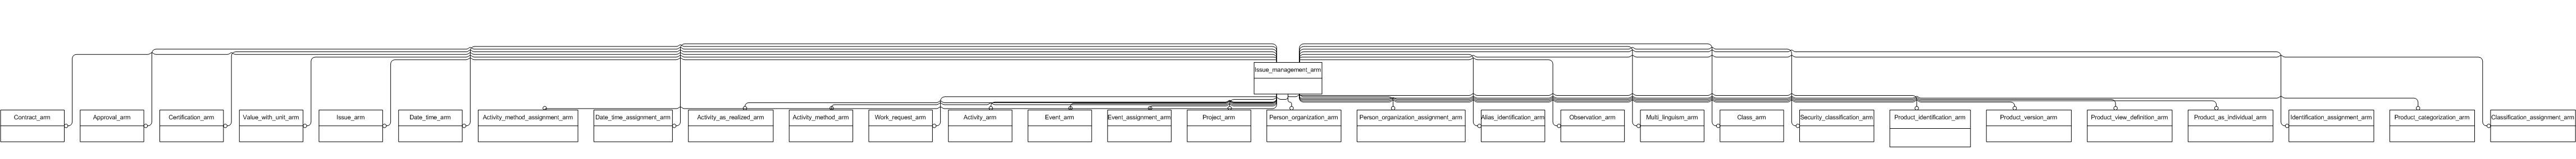 Issue_management_arm
Contract_arm
Approval_arm
Certification_arm
Value_with_unit_arm
Issue_arm
Date_time_arm
Activity_method_assignment_arm
Date_time_assignment_arm
Activity_as_realized_arm
Activity_method_arm
Work_request_arm
Activity_arm
Event_arm
Event_assignment_arm
Project_arm
Person_organization_arm
Person_organization_assignment_arm
Alias_identification_arm
Observation_arm
Multi_linguism_arm
Class_arm
Security_classification_arm
Product_identification_arm
Product_version_arm
Product_view_definition_arm
Product_as_individual_arm
Identification_assignment_arm
Product_categorization_arm
Classification_assignment_arm